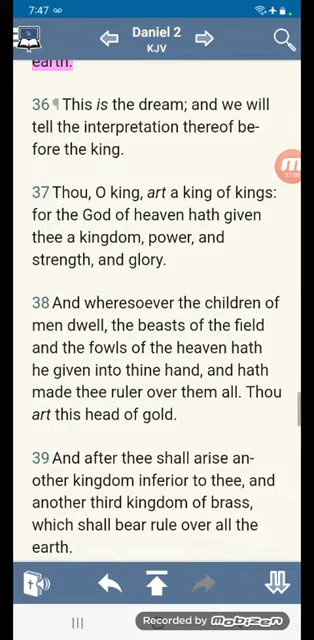 7:47
Daniel 2
KJV
earth.
36 ¶ This is the dream; and we will
tell the interpretation thereof be-
fore the king.
37 Thou, O king, art a king of kings:
for the God of heaven hath given
thee a kingdom, power, and
strength, and glory.
38 And wheresoever the children of
men dwell, the beasts of the field
and the fowls of the heaven hath
he given into thine hand, and hath
made thee ruler over them all. Thou
art this head of gold.
39 And after thee shall arise an-
other kingdom inferior to thee, and
another third kingdom of brass,
which shall bear rule over all the
earth.
Recorded by mobizen